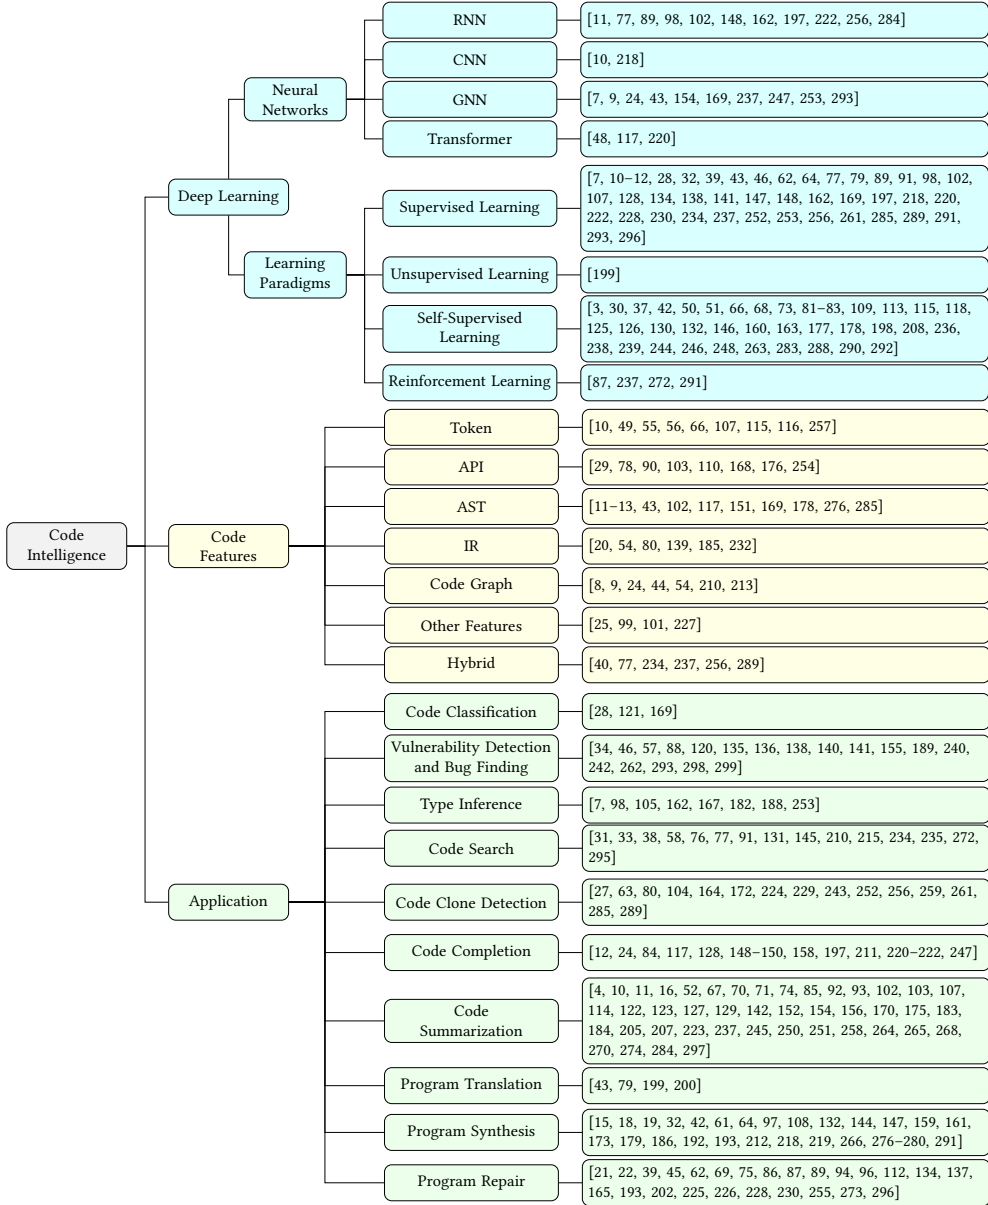 RNN
[11, 77, 89, 98, 102, 148, 162, 197, 222, 256, 284]
CNN
[10, 218]
Neural
Networks
GNN
[7, 9, 24, 43, 154, 169, 237, 247, 253, 293]
Transformer
[48, 117, 220]
Deep Learning
Supervised Learning
[7, 10–12, 28, 32, 39, 43, 46, 62, 64, 77, 79, 89, 91, 98, 102,
107, 128, 134, 138, 141, 147, 148, 162, 169, 197, 218, 220,
222, 228, 230, 234, 237, 252, 253, 256, 261, 285, 289, 291,
293, 296]
Learning
Paradigms
Unsupervised Learning
[199]
Self-Supervised
Learning
[3, 30, 37, 42, 50, 51, 66, 68, 73, 81–83, 109, 113, 115, 118,
125, 126, 130, 132, 146, 160, 163, 177, 178, 198, 208, 236,
238, 239, 244, 246, 248, 263, 283, 288, 290, 292]
Reinforcement Learning
[87, 237, 272, 291]
Token
[10, 49, 55, 56, 66, 107, 115, 116, 257]
API
[29, 78, 90, 103, 110, 168, 176, 254]
AST
[11–13, 43, 102, 117, 151, 169, 178, 276, 285]
Code
Intelligence
Code
Features
IR
[20, 54, 80, 139, 185, 232]
Code Graph
[8, 9, 24, 44, 54, 210, 213]
Other Features
[25, 99, 101, 227]
Hybrid
[40, 77, 234, 237, 256, 289]
Code Classification
[28, 121, 169]
Vulnerability Detection
and Bug Finding
[34, 46, 57, 88, 120, 135, 136, 138, 140, 141, 155, 189, 240,
242, 262, 293, 298, 299]
Type Inference
[7, 98, 105, 162, 167, 182, 188, 253]
Code Search
[31, 33, 38, 58, 76, 77, 91, 131, 145, 210, 215, 234, 235, 272,
295]
Application
Code Clone Detection
[27, 63, 80, 104, 164, 172, 224, 229, 243, 252, 256, 259, 261,
285, 289]
Code Completion
[12, 24, 84, 117, 128, 148–150, 158, 197, 211, 220–222, 247]
Code
Summarization
[4, 10, 11, 16, 52, 67, 70, 71, 74, 85, 92, 93, 102, 103, 107,
114, 122, 123, 127, 129, 142, 152, 154, 156, 170, 175, 183,
184, 205, 207, 223, 237, 245, 250, 251, 258, 264, 265, 268,
270, 274, 284, 297]
Program Translation
[43, 79, 199, 200]
Program Synthesis
[15, 18, 19, 32, 42, 61, 64, 97, 108, 132, 144, 147, 159, 161,
173, 179, 186, 192, 193, 212, 218, 219, 266, 276–280, 291]
Program Repair
[21, 22, 39, 45, 62, 69, 75, 86, 87, 89, 94, 96, 112, 134, 137,
165, 193, 202, 225, 226, 228, 230, 255, 273, 296]